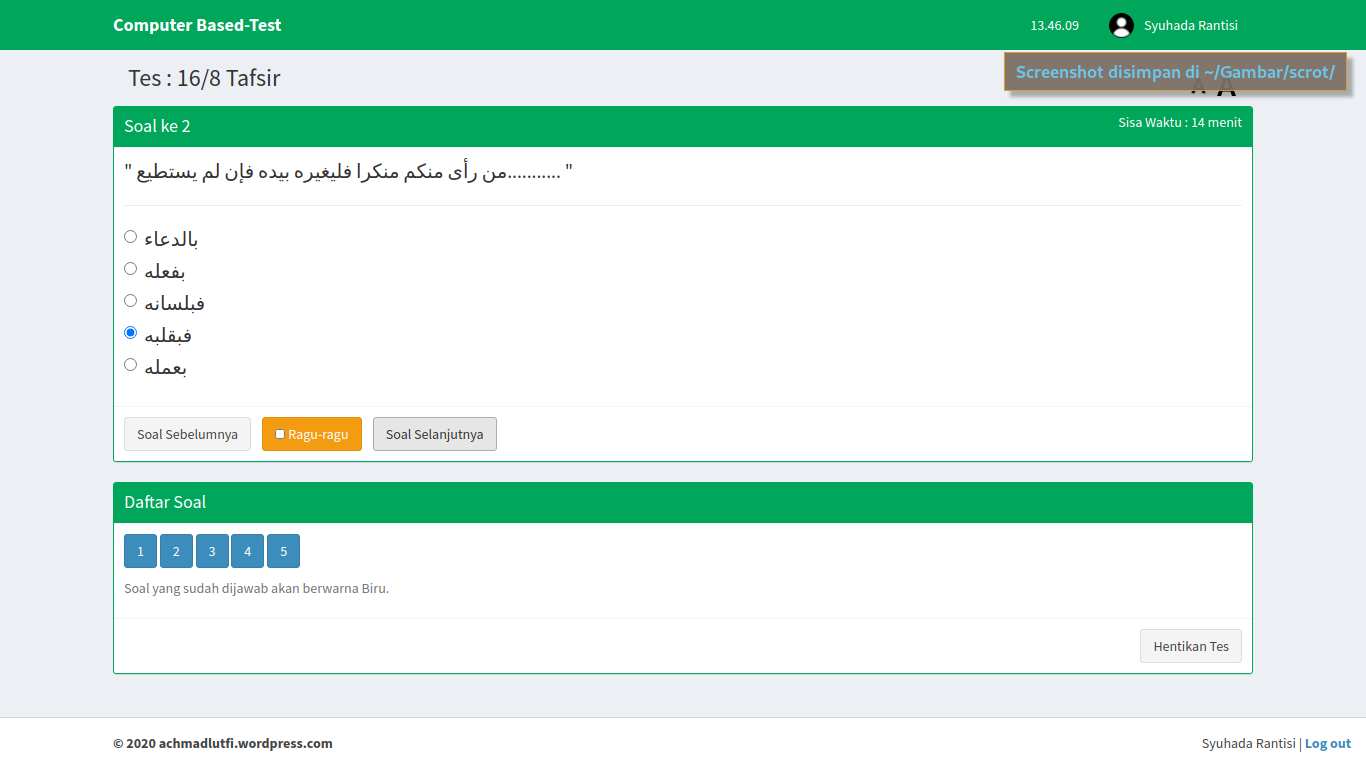 Computer Based-Test
13.46.09 Syuhada Rantisi
Tes : 16/8 Tafsir
Screenshot disimpan di ~/Gambar/scrot/
A A
Soal ke 2
Sisa Waktu : 14 menit
" من رأى منكم منكرا فليغيره بيده فإن لم يستطيع........... "
بالدعاء
بفعله
فبلسانه
فبقلبه
بعمله
Soal Sebelumnya
Ragu-ragu
Soal Selanjutnya
Daftar Soal
1 2 3 4 5
Soal yang sudah dijawab akan berwarna Biru.
Hentikan Tes
© 2020 achmadlutfi.wordpress.com
Syuhada Rantisi | Log out